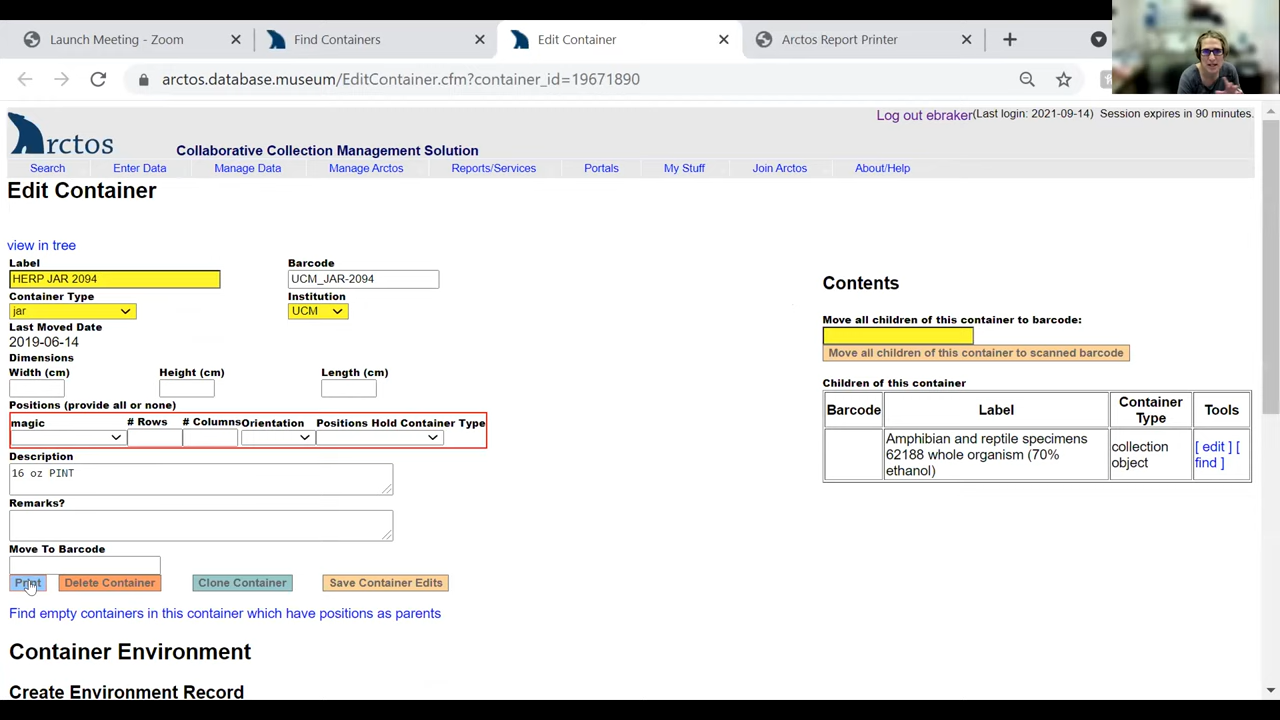 Launch Meeting - Zoom
Find Containers
Edit Container
Arctos Report Printer
arctos.database.museum/EditContainer.cfm?container_id=19671890
Log out ebraker(Last login: 2021-09-14) Session expires in 90 minutes.
Arctos
Collaborative Collection Management Solution
Search Enter Data Manage Data Manage Arctos Reports/Services Portals My Stuff Join Arctos About/Help
Edit Container
view in tree
Label Barcode
HERP JAR 2094 UCM_JAR-2094
Container Type Institution
jar UCM
Last Moved Date
2019-06-14
Dimensions
Width (cm) Height (cm) Length (cm)
Positions (provide all or none)
magic # Rows # Columns Orientation Positions Hold Container Type
Description
16 oz PINT
Remarks?
Move To Barcode
Print Delete Container Clone Container Save Container Edits
Find empty containers in this container which have positions as parents
Container Environment
Create Environment Record
Contents
Move all children of this container to barcode:
Move all children of this container to scanned barcode
Children of this container
Barcode Label Container Type Tools
Amphibian and reptile specimens 62188 whole organism (70% ethanol) collection object [ edit ] [ find ]